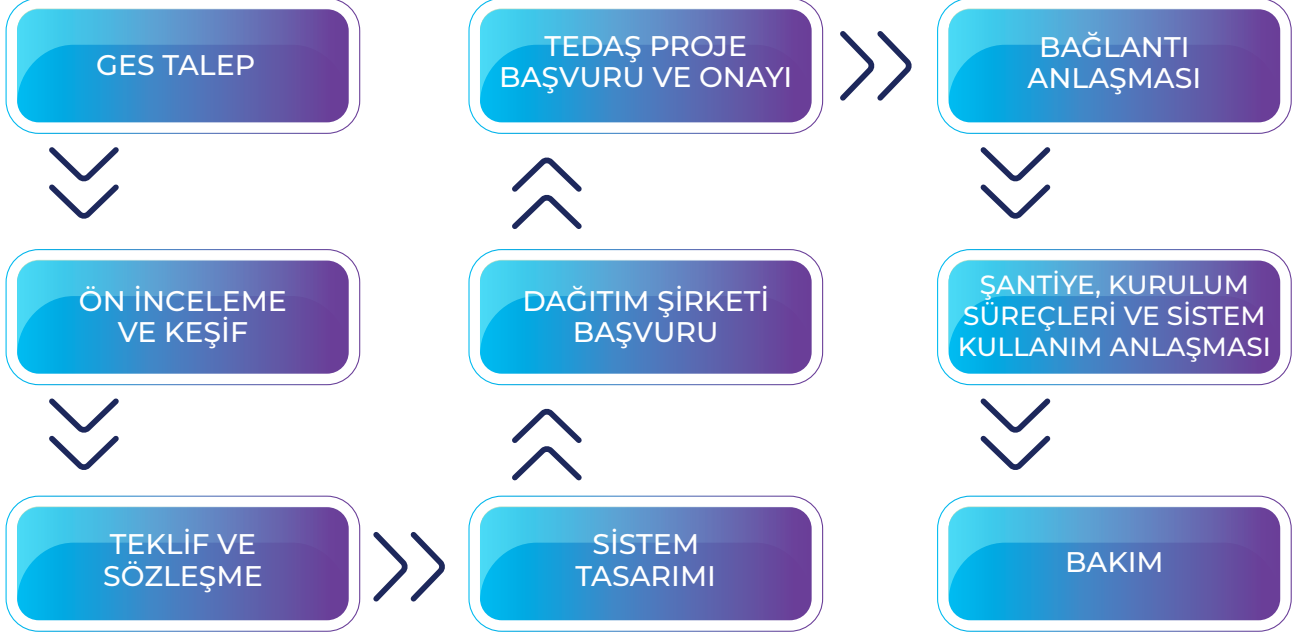 GES TALEP
ÖN İNCELEME
VE KEŞİF
TEKLİF VE
SÖZLEŞME
SİSTEM
TASARIMI
DAĞITIM ŞİRKETİ
BAŞVURU
TEDAŞ PROJE
BAŞVURU VE ONAYI
BAĞLANTI
ANLAŞMASI
ŞANTİYE, KURULUM
SÜREÇLERİ VE SİSTEM
KULLANIM ANLAŞMASI
BAKIM